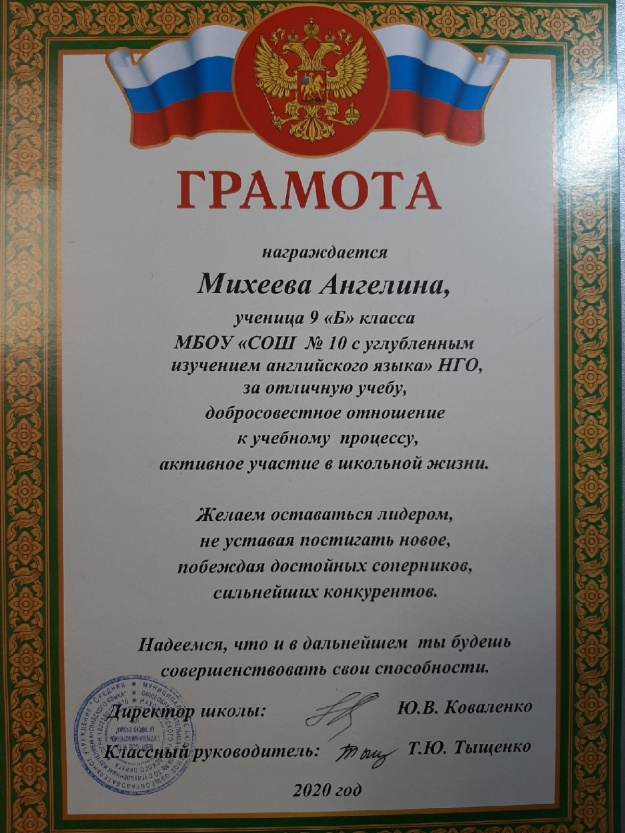 ГРАМОТА
награждается
Михеева Ангелина,
ученица 9 «Б» класса
МБОУ «СОШ № 10 с углубленным
изучением английского языка» НГО,
за отличную учебу,
добросовестное отношение
к учебному процессу,
активное участие в школьной жизни.
Желаем оставаться лидером,
не уставая постигать новое,
побеждая достойных соперников,
сильнейших конкурентов.
Надеемся, что и в дальнейшем ты будешь
совершенствовать свои способности.
Директор школы: Ю.В. Коваленко
Классный руководитель: Т.Ю. Тыщенко
2020 год